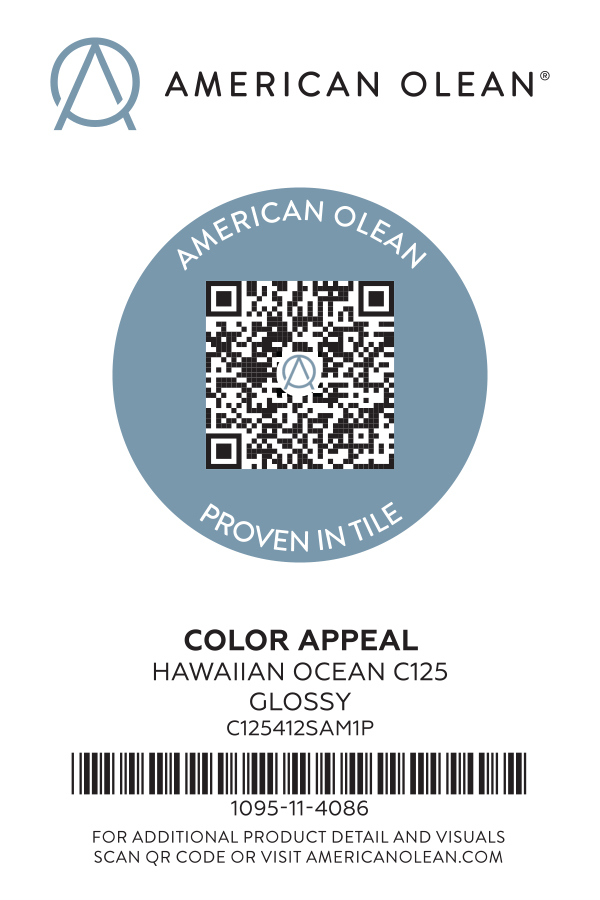 AMERICAN OLEAN®
AMERICAN OLEAN
PROVEN IN TILE
COLOR APPEAL
HAWAIIAN OCEAN C125
GLOSSY
C125412SAM1P
1095-11-4086
FOR ADDITIONAL PRODUCT DETAIL AND VISUALS
SCAN QR CODE OR VISIT AMERICANOLEAN.COM